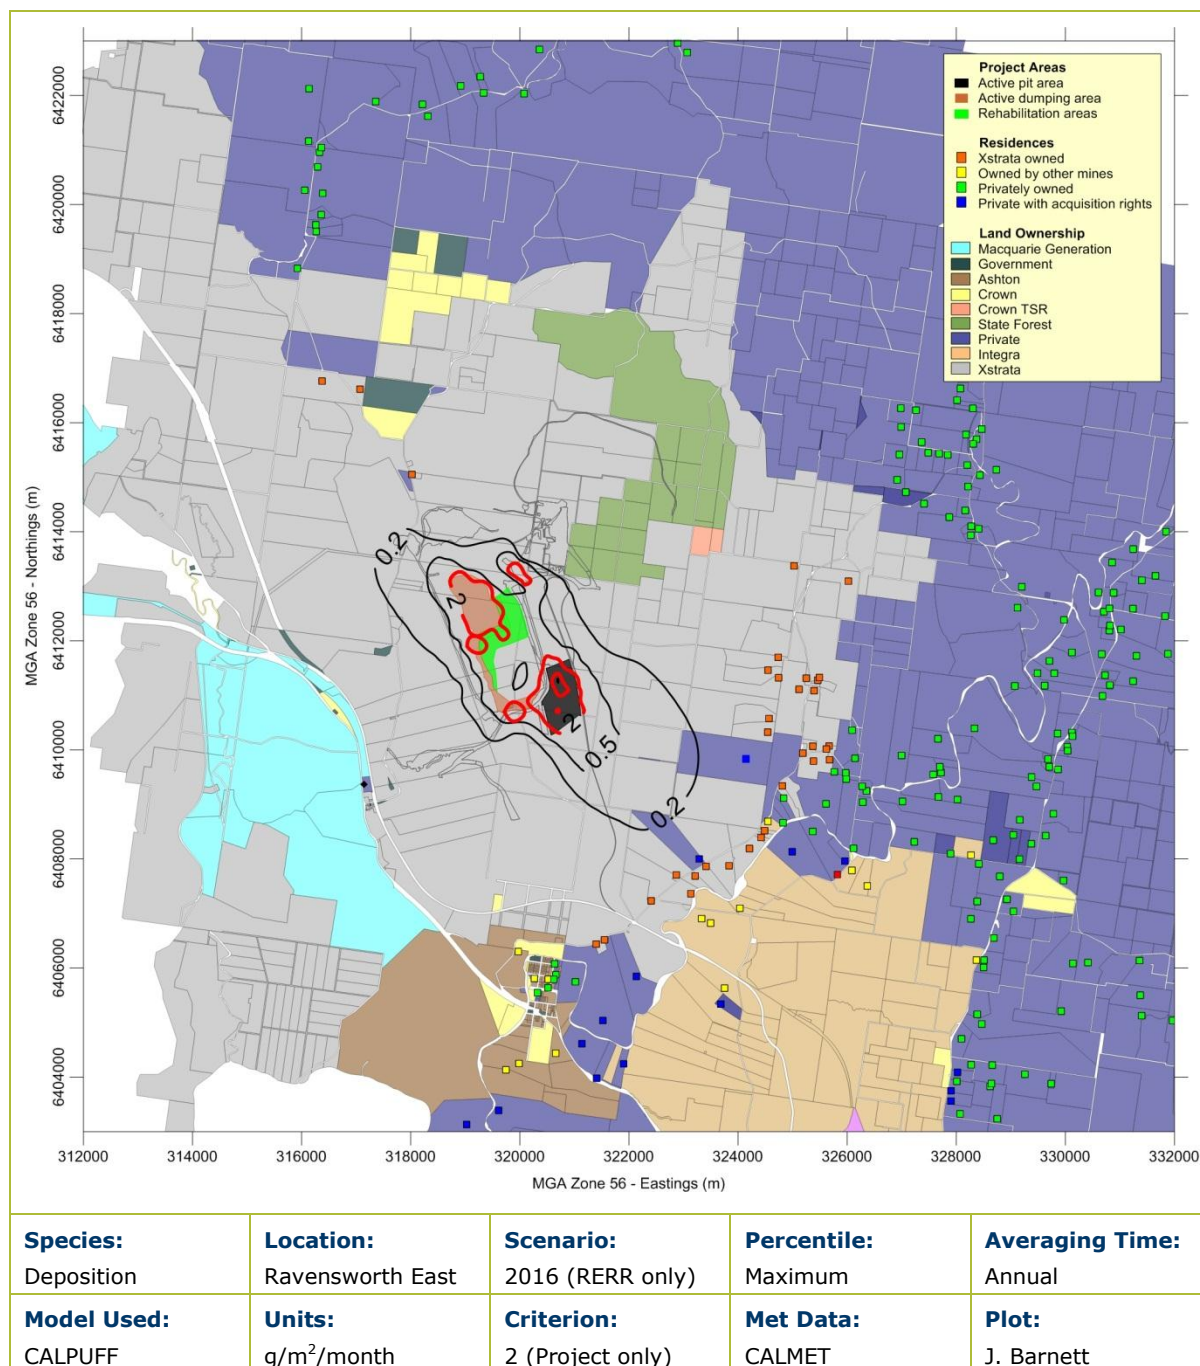 Project Areas
Active pit area
Active dumping area
Rehabilitation areas
Residences
Xstrata owned
Owned by other mines
Privately owned
Private with acquisition rights
Land Ownership
Macquarie Generation
Government
Ashton
Crown
Crown TSR
State Forest
Private
Integra
Xstrata
MGA Zone 56 - Northings (m)
6422000
6420000
6418000
6416000
6414000
6412000
6410000
6408000
6406000
6404000
0.2
2
2
0.5
0.2
312000 314000 316000 318000 320000 322000 324000 326000 328000 330000 332000
MGA Zone 56 - Eastings (m)
Species: Location: Scenario: Percentile: Averaging Time:
Deposition Ravensworth East 2016 (RERR only) Maximum Annual
Model Used: Units: Criterion: Met Data: Plot:
CALPUFF g/m²/month 2 (Project only) CALMET J. Barnett